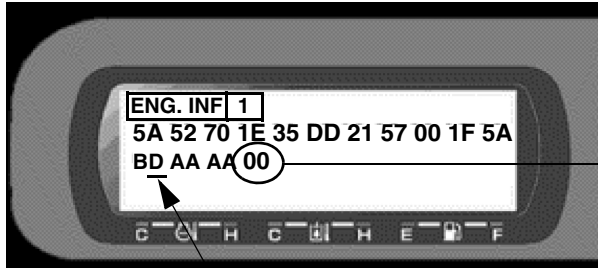 ENG. INF 1
5A 52 70 1E 35 DD 21 57 00 1F 5A
BD AA AA 00
C H C H E F